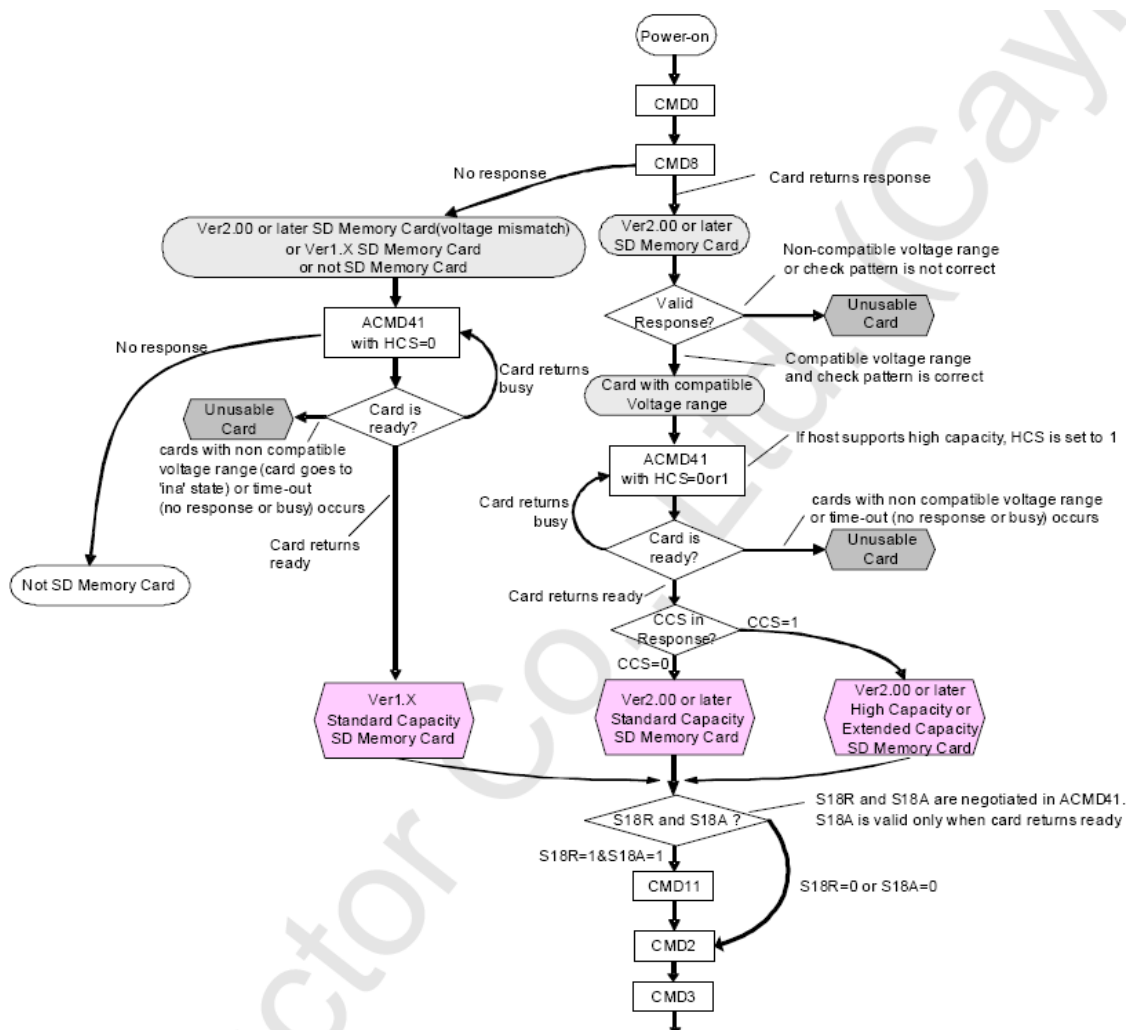 Power-on
CMD0
CMD8
No response
Card returns response
Ver2.00 or later SD Memory Card(voltage mismatch)
or Ver1.X SD Memory Card
or not SD Memory Card
Ver2.00 or later
SD Memory Card
Non-compatible voltage range
or check pattern is not correct
Valid
Response?
Unusable
Card
ACMD41
with HCS=0
No response
Card returns
busy
Compatible voltage range
and check pattern is correct
Card is
ready?
Unusable
Card
cards with non compatible
voltage range (card goes to
'ina' state) or time-out
(no response or busy) occurs
Card with compatible
Voltage range
If host supports high capacity, HCS is set to 1
ACMD41
with HCS=0or1
Card returns
busy
cards with non compatible voltage range
or time-out (no response or busy) occurs
Card is
ready?
Unusable
Card
Card returns
ready
Not SD Memory Card
Card returns ready
CCS in
Response?
CCS=1
CCS=0
Ver1.X
Standard Capacity
SD Memory Card
Ver2.00 or later
Standard Capacity
SD Memory Card
Ver2.00 or later
High Capacity or
Extended Capacity
SD Memory Card
S18R and S18A ?
S18R and S18A are negotiated in ACMD41.
S18A is valid only when card returns ready
S18R=1&S18A=1
S18R=0 or S18A=0
CMD11
CMD2
CMD3
ctor Co., Ltd. (Cay